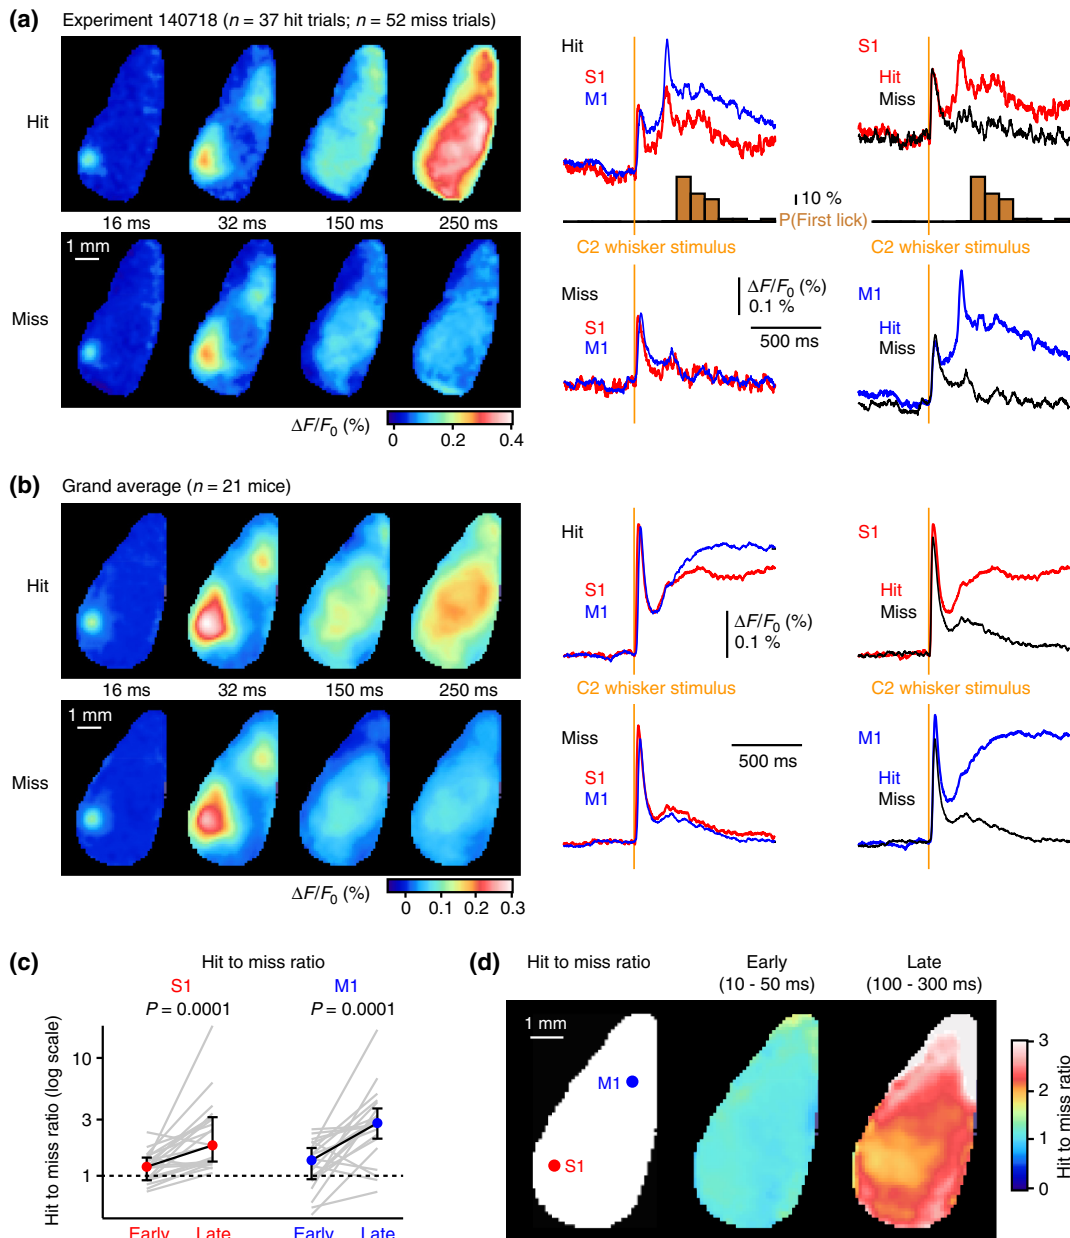 (a) Experiment 140718 (n = 37 hit trials; n = 52 miss trials)
Hit
16 ms 32 ms 150 ms 250 ms
1 mm
Miss
ΔF/F0 (%)
0 0.2 0.4
Hit
S1
M1
S1
Hit
Miss
10 %
P(First lick)
C2 whisker stimulus C2 whisker stimulus
Miss
S1
M1
ΔF/F0 (%)
0.1 %
500 ms
M1
Hit
Miss
(b) Grand average (n = 21 mice)
Hit
16 ms 32 ms 150 ms 250 ms
1 mm
Miss
ΔF/F0 (%)
0 0.1 0.2 0.3
Hit
S1
M1
ΔF/F0 (%)
0.1 %
S1
Hit
Miss
C2 whisker stimulus C2 whisker stimulus
Miss
S1
M1
500 ms
M1
Hit
Miss
(c) Hit to miss ratio
S1 M1
P = 0.0001 P = 0.0001
Hit to miss ratio (log scale)
10
3
1
Early Late Early Late
(d) Hit to miss ratio Early Late
(10 - 50 ms) (100 - 300 ms)
1 mm
M1
S1
3
2
1
0
Hit to miss ratio